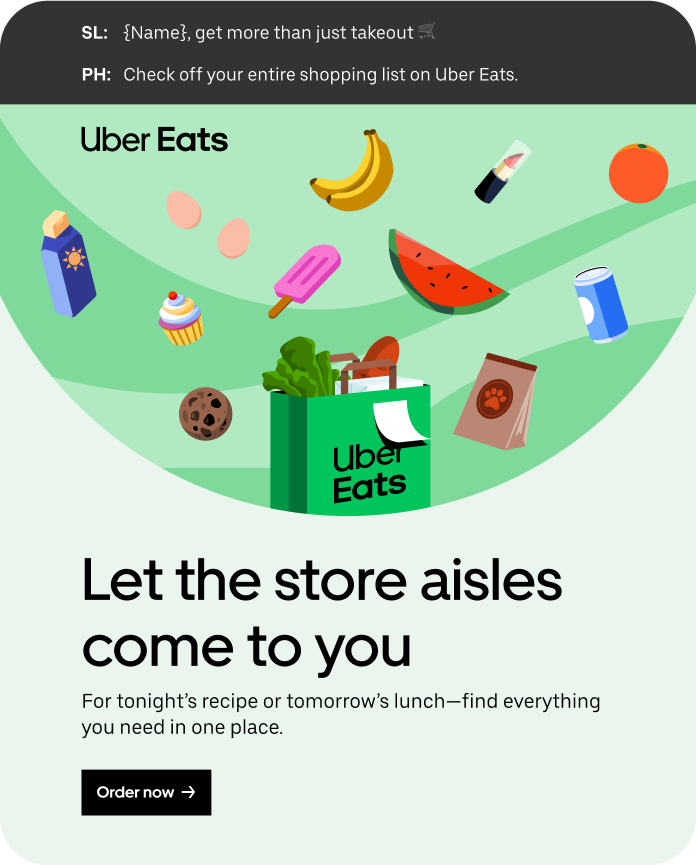 SL: {Name}, get more than just takeout 🛒
PH: Check off your entire shopping list on Uber Eats.
Uber Eats
Uber
Eats
Let the store aisles
come to you
For tonight’s recipe or tomorrow’s lunch—find everything
you need in one place.
Order now →